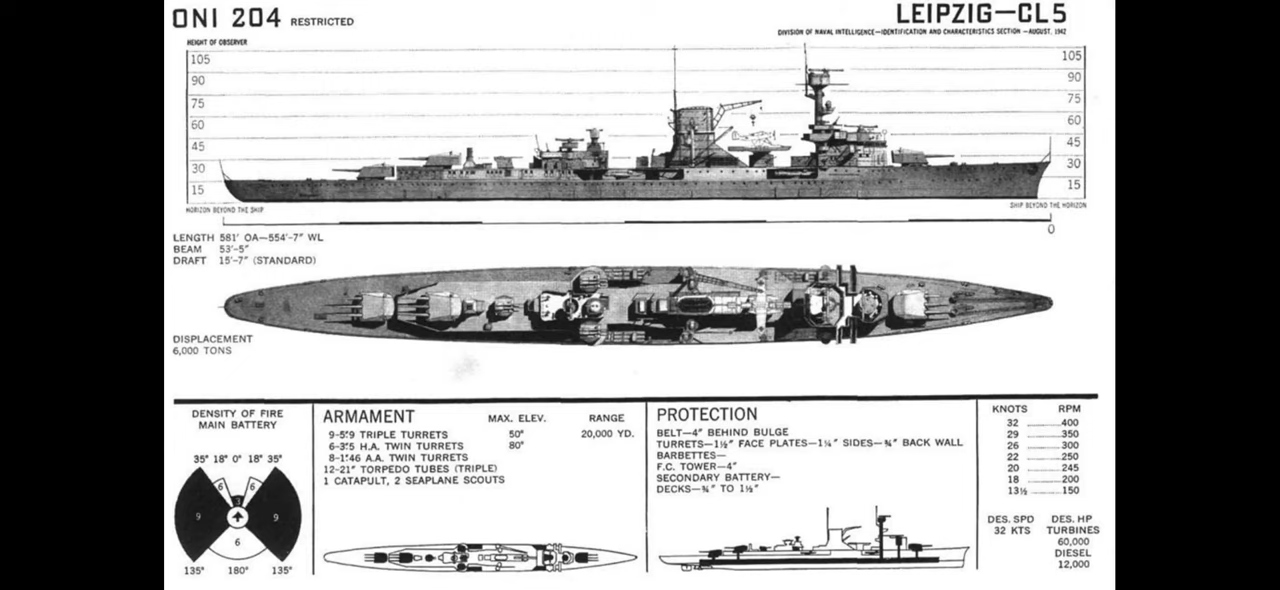 ONI 204 RESTRICTED
LEIPZIG—CL5
DIVISION OF NAVAL INTELLIGENCE—IDENTIFICATION AND CHARACTERISTICS SECTION —AUGUST, 1942
HEIGHT OF OBSERVER
105 105
90 90
75 75
60 60
45 45
30 30
15 15
HORIZON BEYOND THE SHIP
SHIP BEYOND THE HORIZON
0
LENGTH 581' OA—554'-7" WL
BEAM 53'-5"
DRAFT 15'-7" (STANDARD)
DISPLACEMENT
6,000 TONS
DENSITY OF FIRE
MAIN BATTERY
35° 18° 0° 18° 35°
6 6
3
9 9
6
135° 180° 135°
ARMAMENT MAX. ELEV. RANGE
9-5".9 TRIPLE TURRETS 50° 20,000 YD.
6-3".5 H.A. TWIN TURRETS 80°
8-1".46 A.A. TWIN TURRETS
12-21" TORPEDO TUBES (TRIPLE)
1 CATAPULT, 2 SEAPLANE SCOUTS
PROTECTION
BELT—4" BEHIND BULGE
TURRETS—1½" FACE PLATES—1¼" SIDES—¾" BACK WALL
BARBETTES—
F.C. TOWER—4"
SECONDARY BATTERY—
DECKS—¾" TO 1½"
KNOTS RPM
32 400
29 350
26 300
22 250
20 245
18 200
13½ 150
DES. SPD DES. HP
32 KTS TURBINES
60,000
DIESEL
12,000